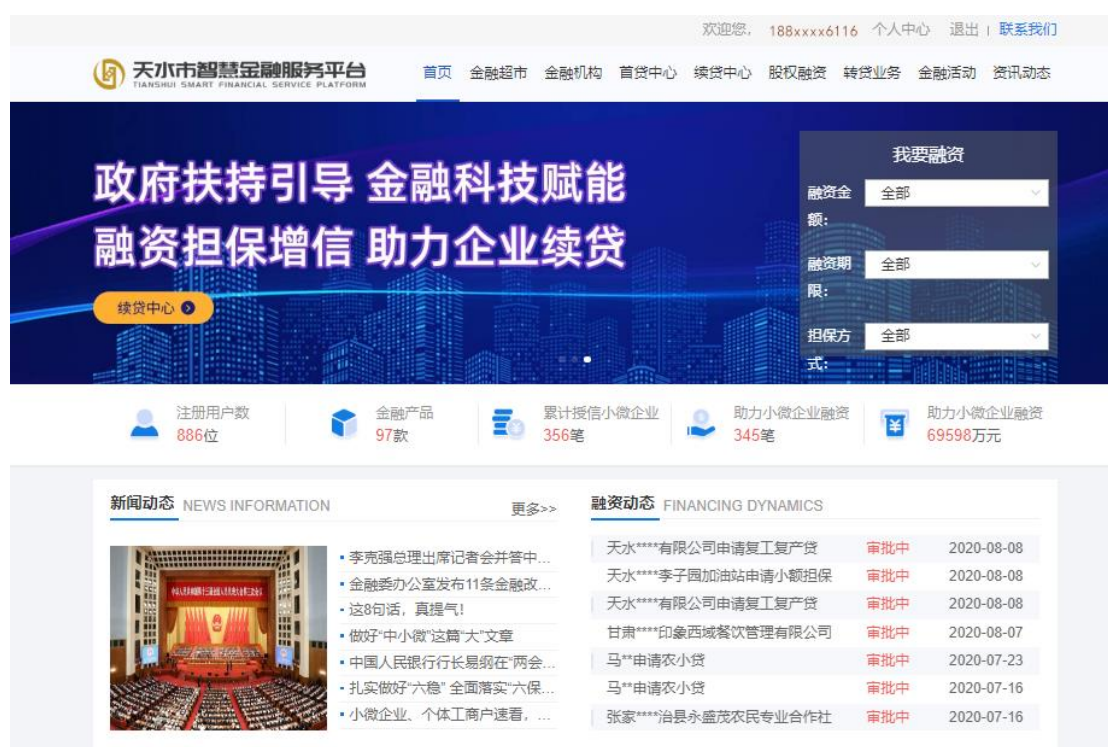 欢迎您, 188xxxx6116 个人中心 退出 | 联系我们
天水市智慧金融服务平台
TIANSHUI SMART FINANCIAL SERVICE PLATFORM
首页 金融超市 金融机构 首贷中心 续贷中心 股权融资 转贷业务 金融活动 资讯动态
政府扶持引导 金融科技赋能
融资担保增信 助力企业续贷
续贷中心
我要融资
融资金额: 全部
融资期限: 全部
担保方式: 全部
注册用户数
886位
金融产品
97款
累计授信小微企业
356笔
助力小微企业融资
345笔
助力小微企业融资
69598万元
新闻动态 NEWS INFORMATION 更多>>
李克强总理出席记者会并答中...
金融委办公室发布11条金融改...
这8句话，真提气!
做好“中小微”这篇“大”文章
中国人民银行行长易纲在“两会...
扎实做好“六稳” 全面落实“六保...
小微企业、个体工商户速看，...
融资动态 FINANCING DYNAMICS
天水****有限公司申请复工复产贷 审批中 2020-08-08
天水****李子园加油站申请小额担保 审批中 2020-08-08
天水****有限公司申请复工复产贷 审批中 2020-08-08
甘肃****印象西域餐饮管理有限公司 审批中 2020-08-07
马**申请农小贷 审批中 2020-07-23
马**申请农小贷 审批中 2020-07-16
张家****治县永盛茂农民专业合作社 审批中 2020-07-16